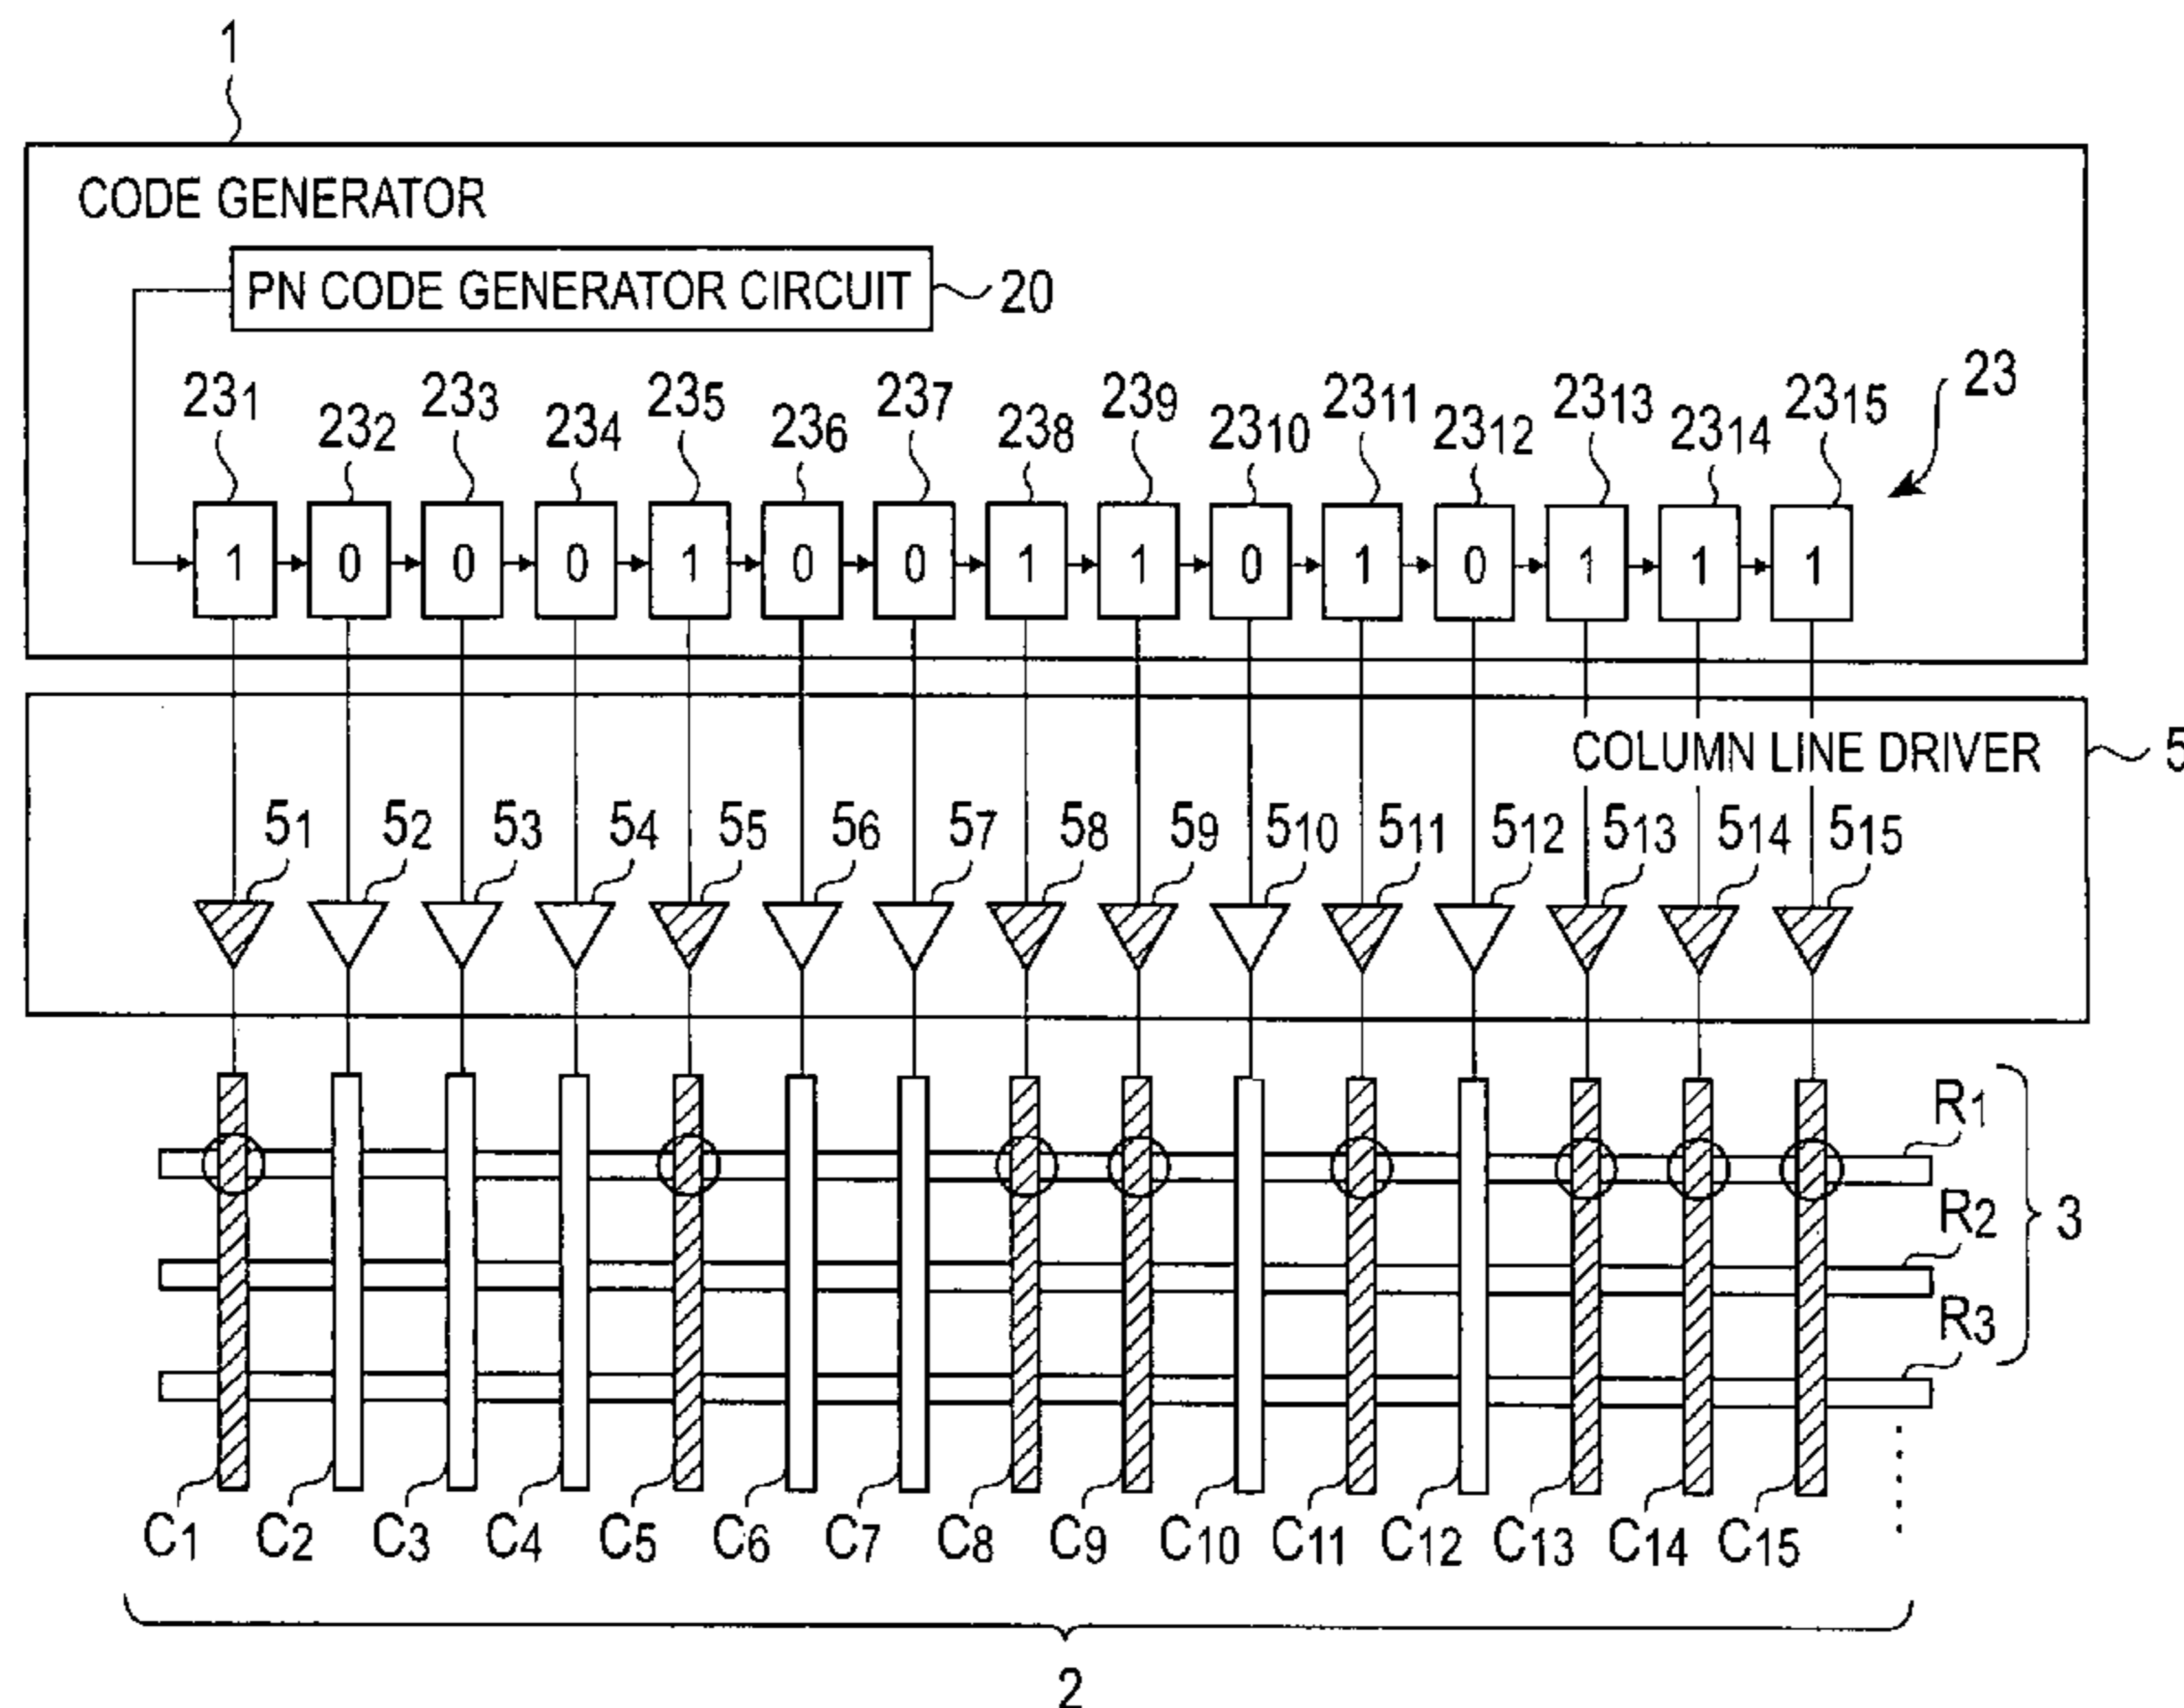 1
CODE GENERATOR
PN CODE GENERATOR CIRCUIT 20
23₁ 23₂ 23₃ 23₄ 23₅ 23₆ 23₇ 23₈ 23₉ 23₁₀ 23₁₁ 23₁₂ 23₁₃ 23₁₄ 23₁₅ 23
1 0 0 0 1 0 0 1 1 0 1 0 1 1 1
COLUMN LINE DRIVER 5
5₁ 5₂ 5₃ 5₄ 5₅ 5₆ 5₇ 5₈ 5₉ 5₁₀ 5₁₁ 5₁₂ 5₁₃ 5₁₄ 5₁₅
R₁
R₂ 3
R₃
C₁ C₂ C₃ C₄ C₅ C₆ C₇ C₈ C₉ C₁₀ C₁₁ C₁₂ C₁₃ C₁₄ C₁₅
2